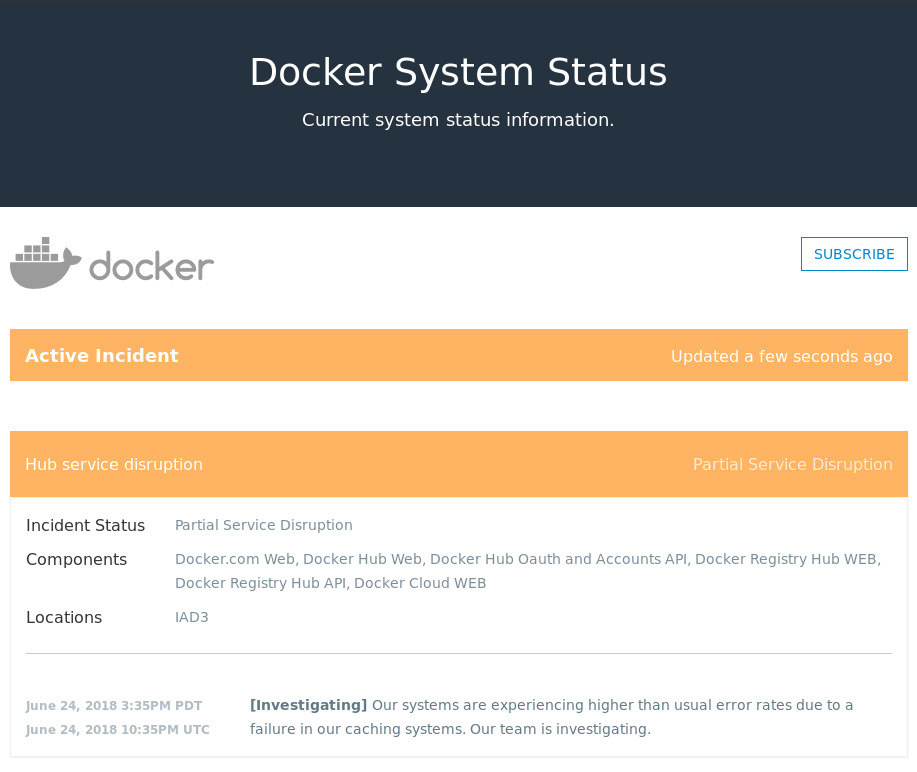 Docker System Status
Current system status information.
docker
SUBSCRIBE
Active Incident
Updated a few seconds ago
Hub service disruption
Partial Service Disruption
Incident Status
Partial Service Disruption
Components
Docker.com Web, Docker Hub Web, Docker Hub Oauth and Accounts API, Docker Registry Hub WEB,
Docker Registry Hub API, Docker Cloud WEB
Locations
IAD3
June 24, 2018 3:35PM PDT
June 24, 2018 10:35PM UTC
[Investigating] Our systems are experiencing higher than usual error rates due to a
failure in our caching systems. Our team is investigating.